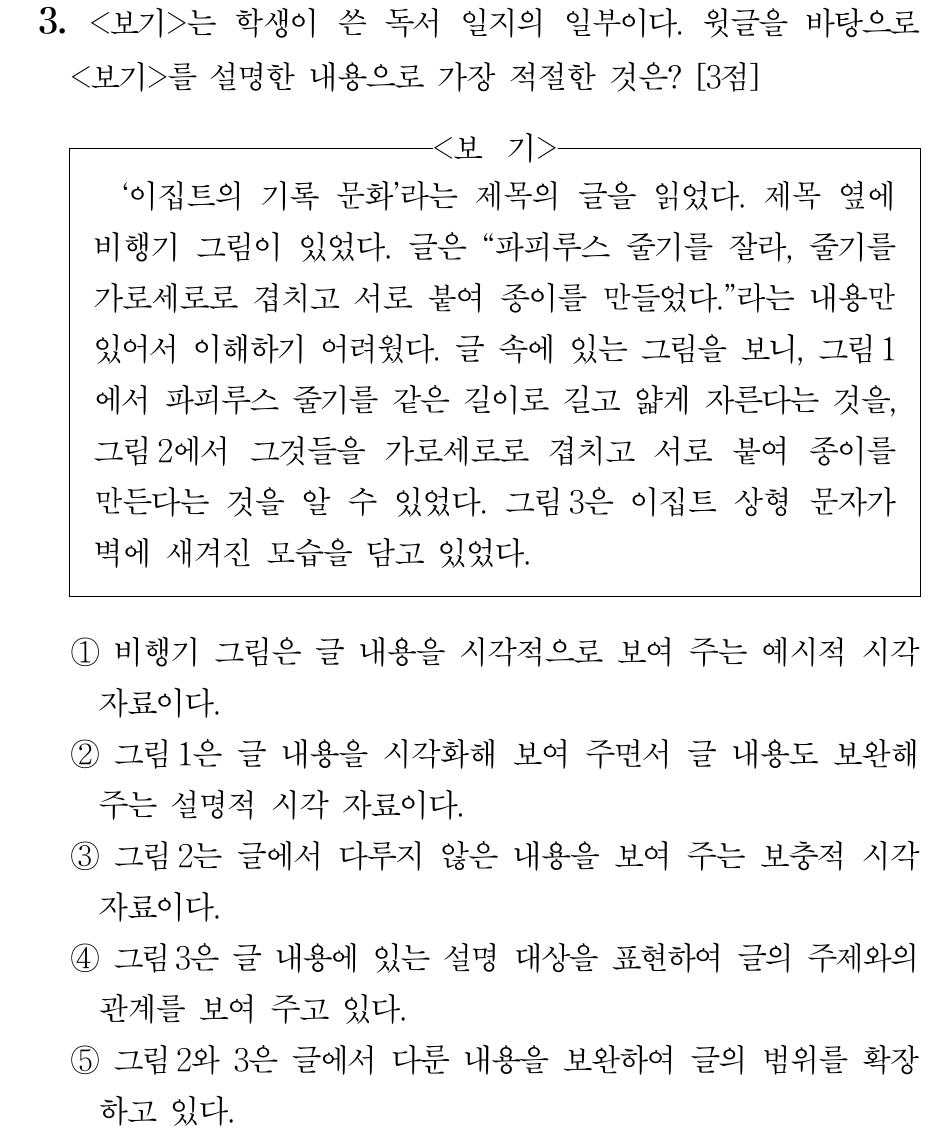 3. <보기>는 학생이 쓴 독서 일지의 일부이다. 윗글을 바탕으로
<보기>를 설명한 내용으로 가장 적절한 것은? [3점]
<보 기>
‘이집트의 기록 문화’라는 제목의 글을 읽었다. 제목 옆에
비행기 그림이 있었다. 글은 “파피루스 줄기를 잘라, 줄기를
가로세로로 겹치고 서로 붙여 종이를 만들었다.”라는 내용만
있어서 이해하기 어려웠다. 글 속에 있는 그림을 보니, 그림 1
에서 파피루스 줄기를 같은 길이로 길고 얇게 자른다는 것을,
그림 2에서 그것들을 가로세로로 겹치고 서로 붙여 종이를
만든다는 것을 알 수 있었다. 그림 3은 이집트 상형 문자가
벽에 새겨진 모습을 담고 있었다.
① 비행기 그림은 글 내용을 시각적으로 보여 주는 예시적 시각
자료이다.
② 그림 1은 글 내용을 시각화해 보여 주면서 글 내용도 보완해
주는 설명적 시각 자료이다.
③ 그림 2는 글에서 다루지 않은 내용을 보여 주는 보충적 시각
자료이다.
④ 그림 3은 글 내용에 있는 설명 대상을 표현하여 글의 주제와의
관계를 보여 주고 있다.
⑤ 그림 2와 3은 글에서 다룬 내용을 보완하여 글의 범위를 확장
하고 있다.